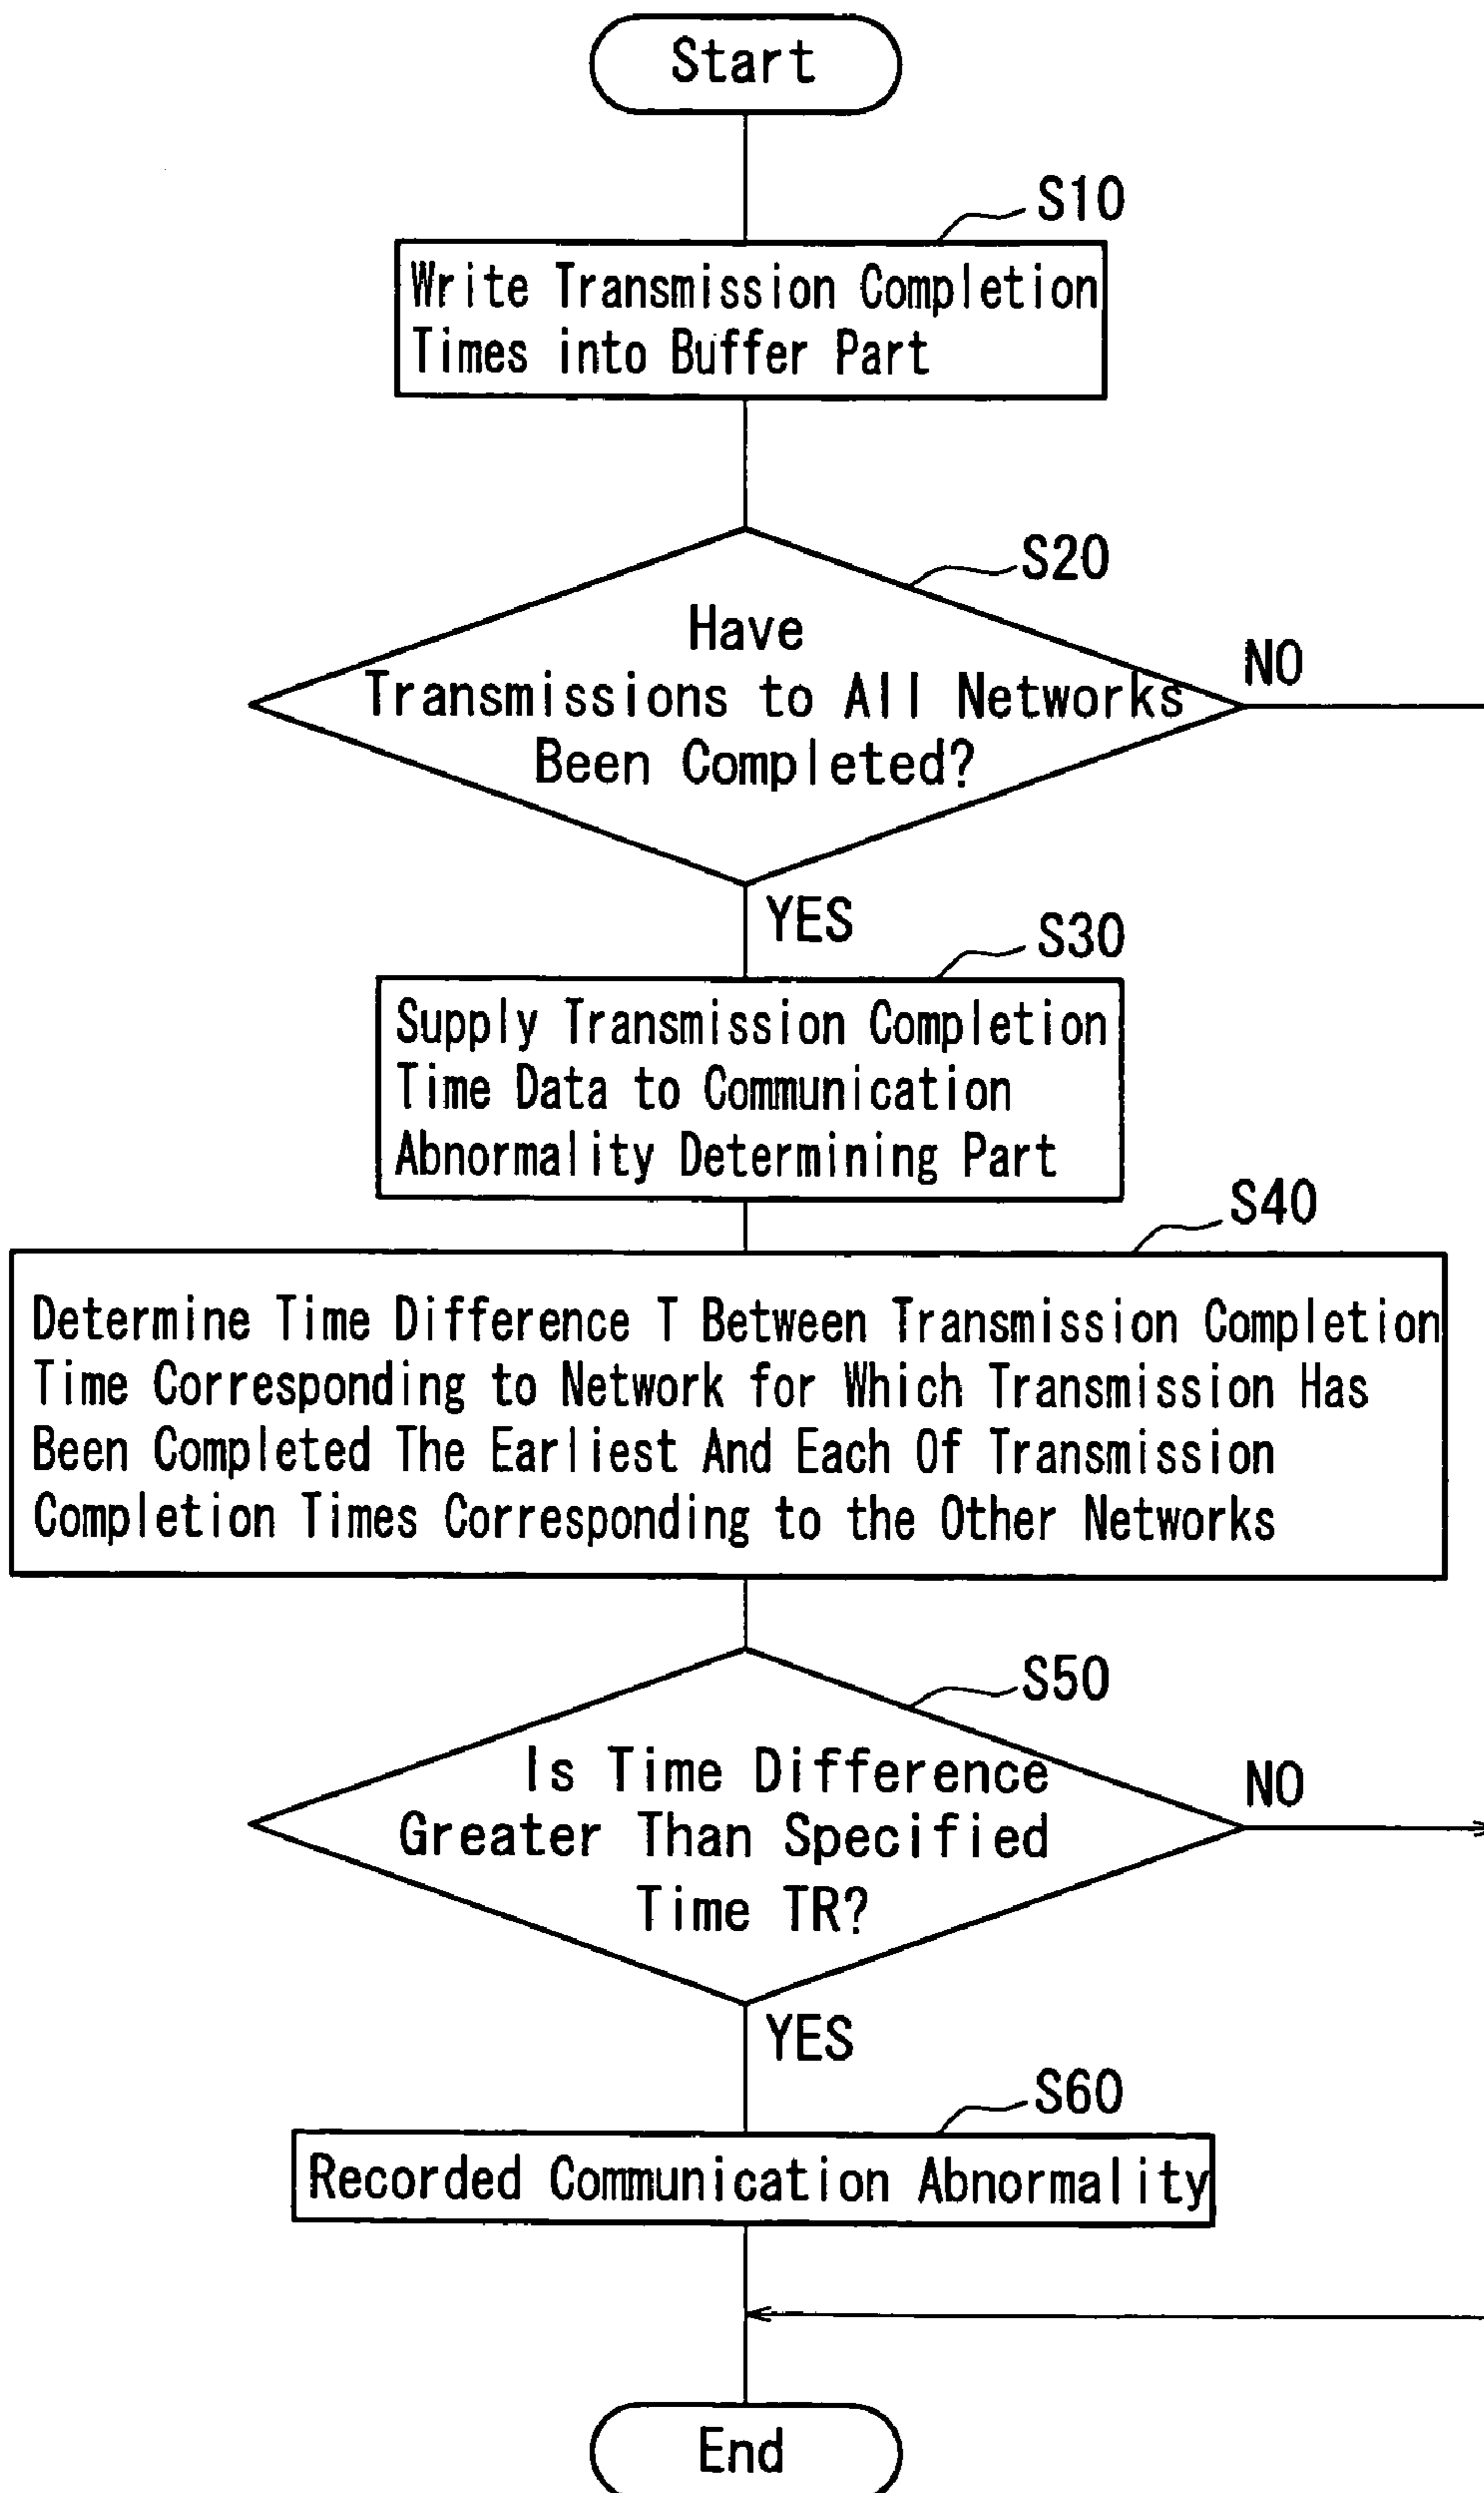 Start
S10
Write Transmission Completion
Times into Buffer Part
S20
Have
Transmissions to All Networks
Been Completed?
NO
YES
S30
Supply Transmission Completion
Time Data to Communication
Abnormality Determining Part
S40
Determine Time Difference T Between Transmission Completion
Time Corresponding to Network for Which Transmission Has
Been Completed The Earliest And Each Of Transmission
Completion Times Corresponding to the Other Networks
S50
Is Time Difference
Greater Than Specified
Time TR?
NO
YES
S60
Recorded Communication Abnormality
End